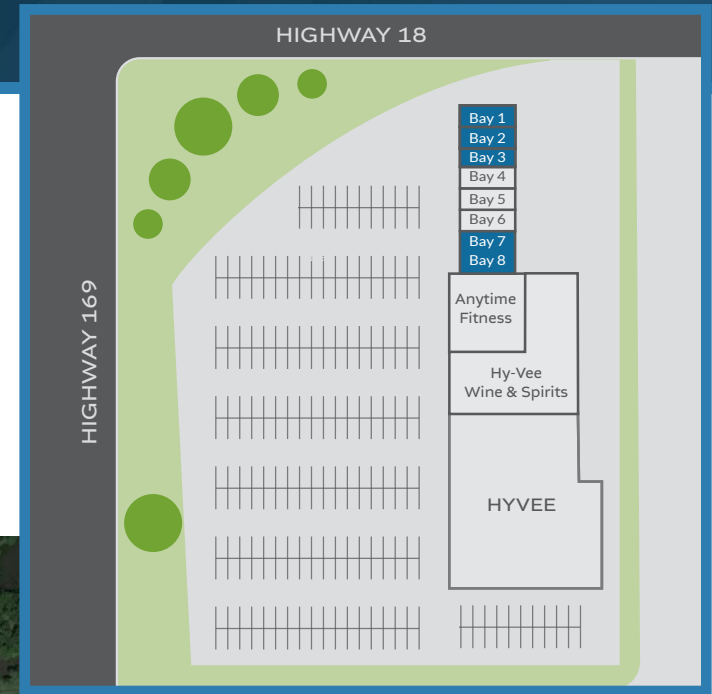 HIGHWAY 18
HIGHWAY 169
Bay 1
Bay 2
Bay 3
Bay 4
Bay 5
Bay 6
Bay 7
Bay 8
Anytime
Fitness
Hy-Vee
Wine & Spirits
HYVEE